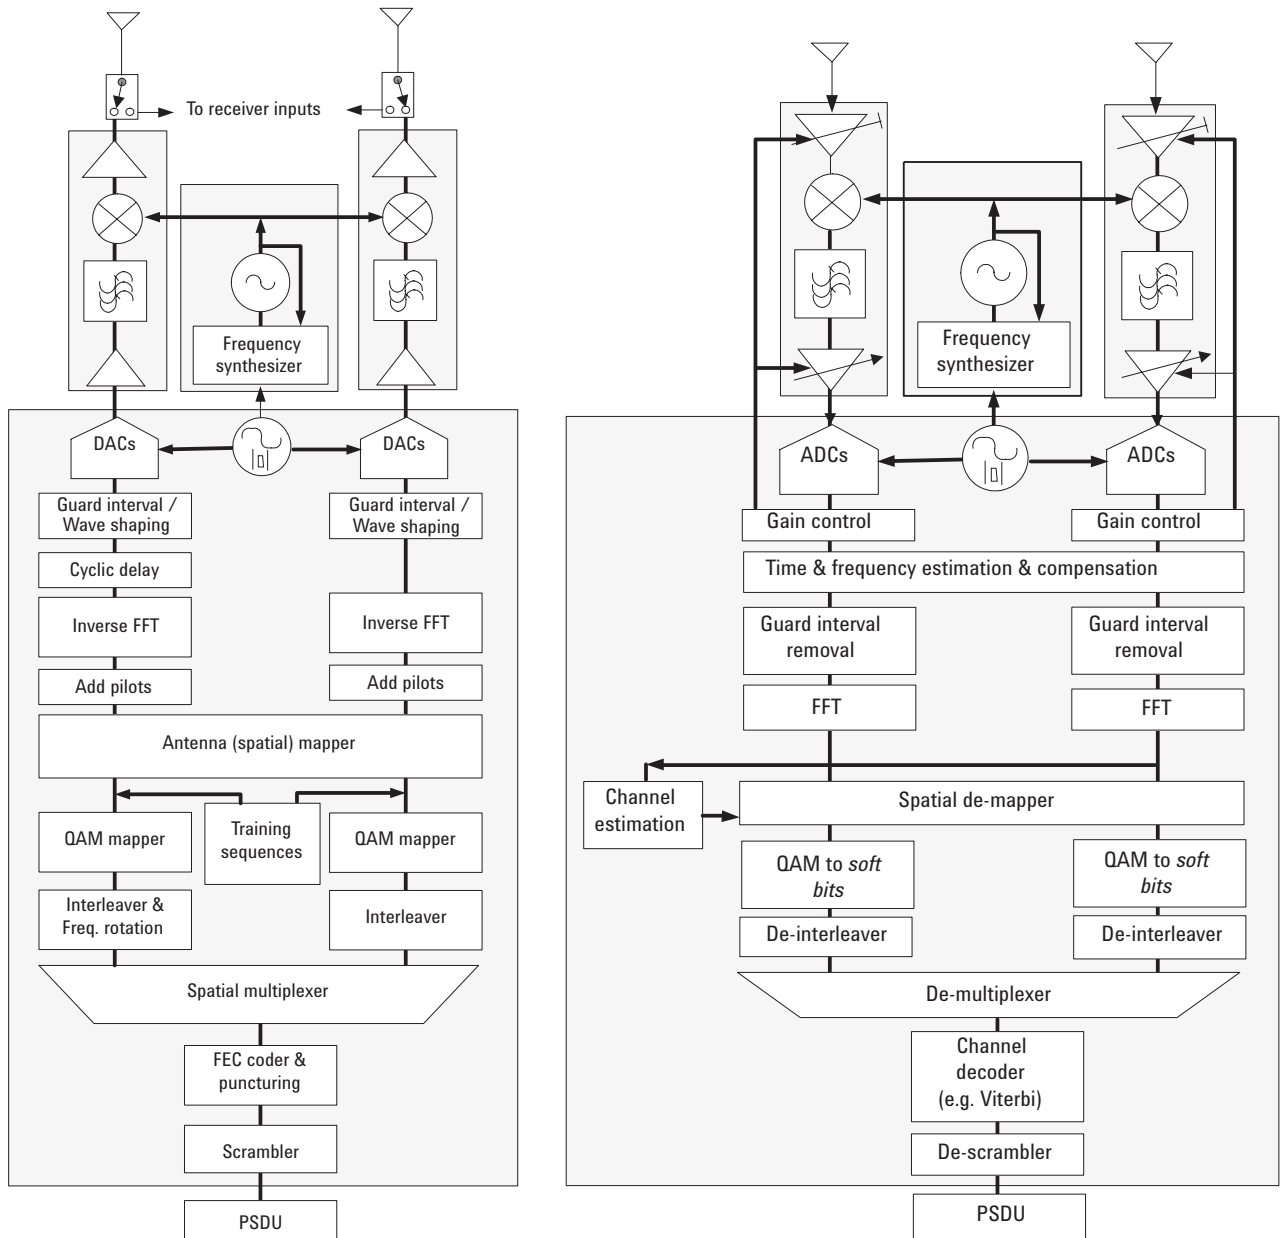 To receiver inputs
Frequency
synthesizer
DACs
DACs
Guard interval /
Wave shaping
Guard interval /
Wave shaping
Cyclic delay
Inverse FFT
Inverse FFT
Add pilots
Add pilots
Antenna (spatial) mapper
QAM mapper
Training
sequences
QAM mapper
Interleaver &
Freq. rotation
Interleaver
Spatial multiplexer
FEC coder &
puncturing
Scrambler
PSDU
Frequency
synthesizer
ADCs
ADCs
Gain control
Gain control
Time & frequency estimation & compensation
Guard interval
removal
Guard interval
removal
FFT
FFT
Channel
estimation
Spatial de-mapper
QAM to soft
bits
QAM to soft
bits
De-interleaver
De-interleaver
De-multiplexer
Channel
decoder
(e.g. Viterbi)
De-scrambler
PSDU